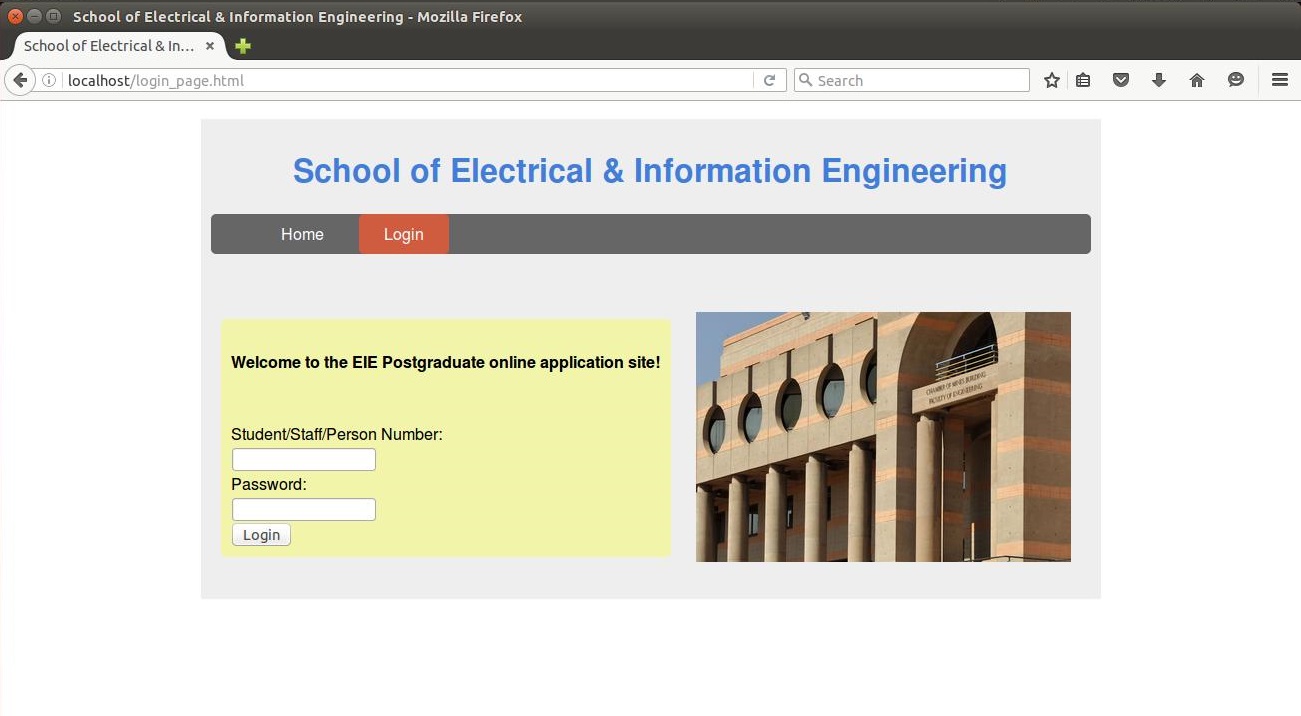 School of Electrical & Information Engineering - Mozilla Firefox
School of Electrical & In...
localhost/login_page.html
Search
School of Electrical & Information Engineering
Home
Login
Welcome to the EIE Postgraduate online application site!
Student/Staff/Person Number:
Password:
Login
CHAMBER OF MINES BUILDING
FACULTY OF ENGINEERING